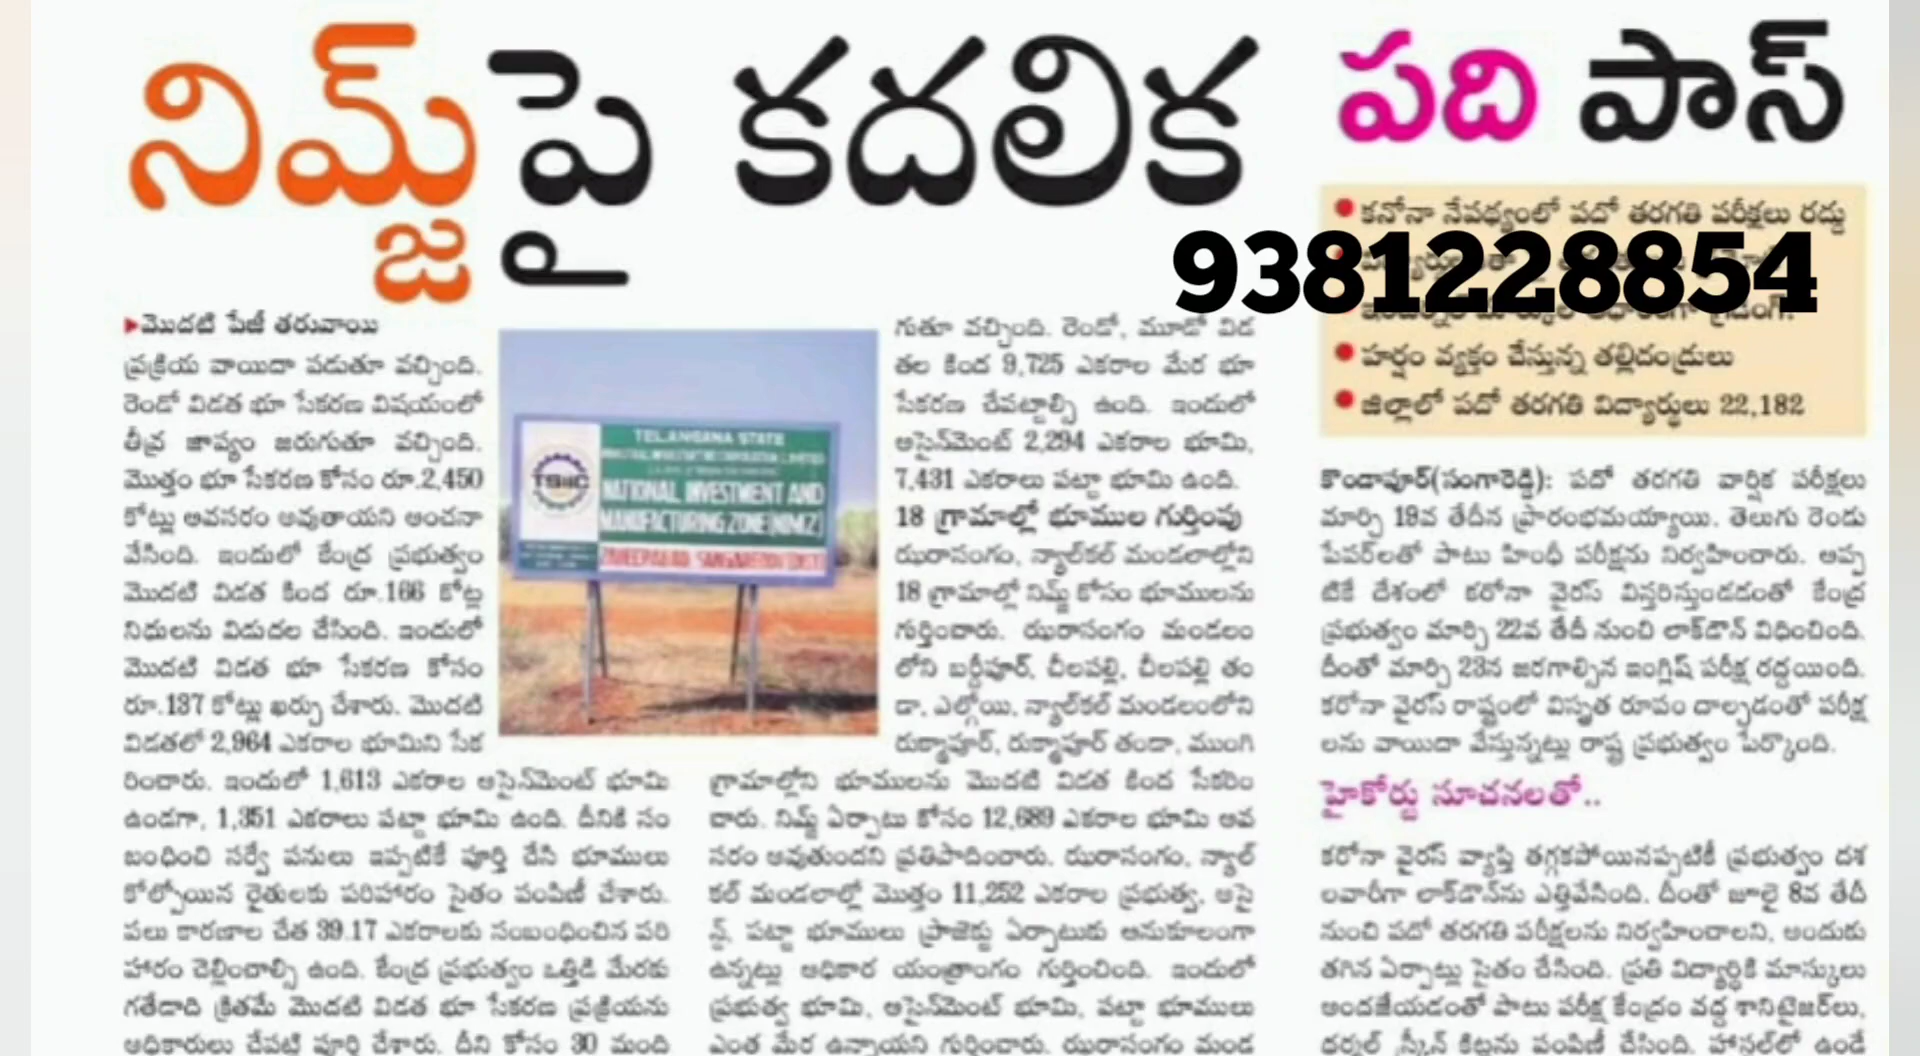 నిమ్జ్‌పై కదలిక
▶మొదటి పేజీ తరువాయి
ప్రక్రియ వాయిదా పడుతూ వచ్చింది.
రెండో విడత భూ సేకరణ విషయంలో
తీవ్ర జాప్యం జరుగుతూ వచ్చింది.
మొత్తం భూ సేకరణ కోసం రూ.2,450
కోట్లు అవసరం అవుతాయని అంచనా
వేసింది. ఇందులో కేంద్ర ప్రభుత్వం
మొదటి విడత కింద రూ.166 కోట్ల
నిధులను విడుదల చేసింది. ఇందులో
మొదటి విడత భూ సేకరణ కోసం
రూ.137 కోట్లు ఖర్చు చేశారు. మొదటి
విడతలో 2,964 ఎకరాల భూమిని సేక
రించారు. ఇందులో 1,613 ఎకరాల అసైన్‌మెంట్ భూమి
ఉండగా, 1,351 ఎకరాలు పట్టా భూమి ఉంది. దీనికి సం
బంధించి సర్వే పనులు ఇప్పటికే పూర్తి చేసి భూములు
కోల్పోయిన రైతులకు పరిహారం సైతం పంపిణీ చేశారు.
పలు కారణాల చేత 39.17 ఎకరాలకు సంబంధించిన పరి
హారం చెల్లించాల్సి ఉంది. కేంద్ర ప్రభుత్వం ఒత్తిడి మేరకు
గతేడాది క్రితమే మొదటి విడత భూ సేకరణ ప్రక్రియను
అధికారులు చేపట్టి పూర్తి చేశారు. దీని కోసం 30 మంది
TELANGANA STATE
TSIIC
NATIONAL INVESTMENT AND
MANUFACTURING ZONE(NIMZ)
ZAHEERABAD SANGAREDDY(DIST)
గుతూ వచ్చింది. రెండో, మూడో విడ
తల కింద 9,725 ఎకరాల మేర భూ
సేకరణ చేపట్టాల్సి ఉంది. ఇందులో
అసైన్‌మెంట్ 2,294 ఎకరాల భూమి,
7,431 ఎకరాలు పట్టా భూమి ఉంది.
18 గ్రామాల్లో భూముల గుర్తింపు
ఝరాసంగం, న్యాల్‌కల్ మండలాల్లోని
18 గ్రామాల్లో నిమ్జ్ కోసం భూములను
గుర్తించారు. ఝరాసంగం మండలం
లోని బర్దీపూర్, చీలపల్లి, చీలపల్లి తం
డా, ఎల్గోయి, న్యాల్‌కల్ మండలంలోని
రుక్మాపూర్, రుక్మాపూర్ తండా, ముంగి
గ్రామాల్లోని భూములను మొదటి విడత కింద సేకరిం
చారు. నిమ్జ్ ఏర్పాటు కోసం 12,689 ఎకరాల భూమి అవ
సరం అవుతుందని ప్రతిపాదించారు. ఝరాసంగం, న్యాల్
కల్ మండలాల్లో మొత్తం 11,252 ఎకరాల ప్రభుత్వ, అసై
న్డ్, పట్టా భూములు ప్రాజెక్టు ఏర్పాటుకు అనుకూలంగా
ఉన్నట్లు అధికార యంత్రాంగం గుర్తించింది. ఇందులో
ప్రభుత్వ భూమి, అసైన్‌మెంట్ భూమి, పట్టా భూములు
ఎంత మేర ఉన్నాయని గుర్తించారు. ఝరాసంగం మండ
పది పాస్
కనోనా నేపథ్యంలో పదో తరగతి పరీక్షలు రద్దు
9381228854
హర్షం వ్యక్తం చేస్తున్న తల్లిదండ్రులు
జిల్లాలో పదో తరగతి విద్యార్థులు 22,182
కొండాపూర్(సంగారెడ్డి): పదో తరగతి వార్షిక పరీక్షలు
మార్చి 19వ తేదీన ప్రారంభమయ్యాయి. తెలుగు రెండు
పేపర్‌లతో పాటు హిందీ పరీక్షను నిర్వహించారు. అప్ప
టికే దేశంలో కరోనా వైరస్ విస్తరిస్తుండడంతో కేంద్ర
ప్రభుత్వం మార్చి 22వ తేదీ నుంచి లాక్‌డౌన్ విధించింది.
దీంతో మార్చి 23న జరగాల్సిన ఇంగ్లిష్ పరీక్ష రద్దయింది.
కరోనా వైరస్ రాష్ట్రంలో విస్తృత రూపం దాల్చడంతో పరీక్ష
లను వాయిదా వేస్తున్నట్లు రాష్ట్ర ప్రభుత్వం పేర్కొంది.
హైకోర్టు సూచనలతో..
కరోనా వైరస్ వ్యాప్తి తగ్గకపోయినప్పటికీ ప్రభుత్వం దశ
లవారీగా లాక్‌డౌన్‌ను ఎత్తివేసింది. దీంతో జూలై 8వ తేదీ
నుంచి పదో తరగతి పరీక్షలను నిర్వహించాలని, అందుకు
తగిన ఏర్పాట్లు సైతం చేసింది. ప్రతి విద్యార్థికి మాస్కులు
అందజేయడంతో పాటు పరీక్ష కేంద్రం వద్ద శానిటైజర్‌లు,
థర్మల్ స్క్రీన్ కిట్లను పంపిణీ చేసింది. హాస్టల్‌లో ఉండే